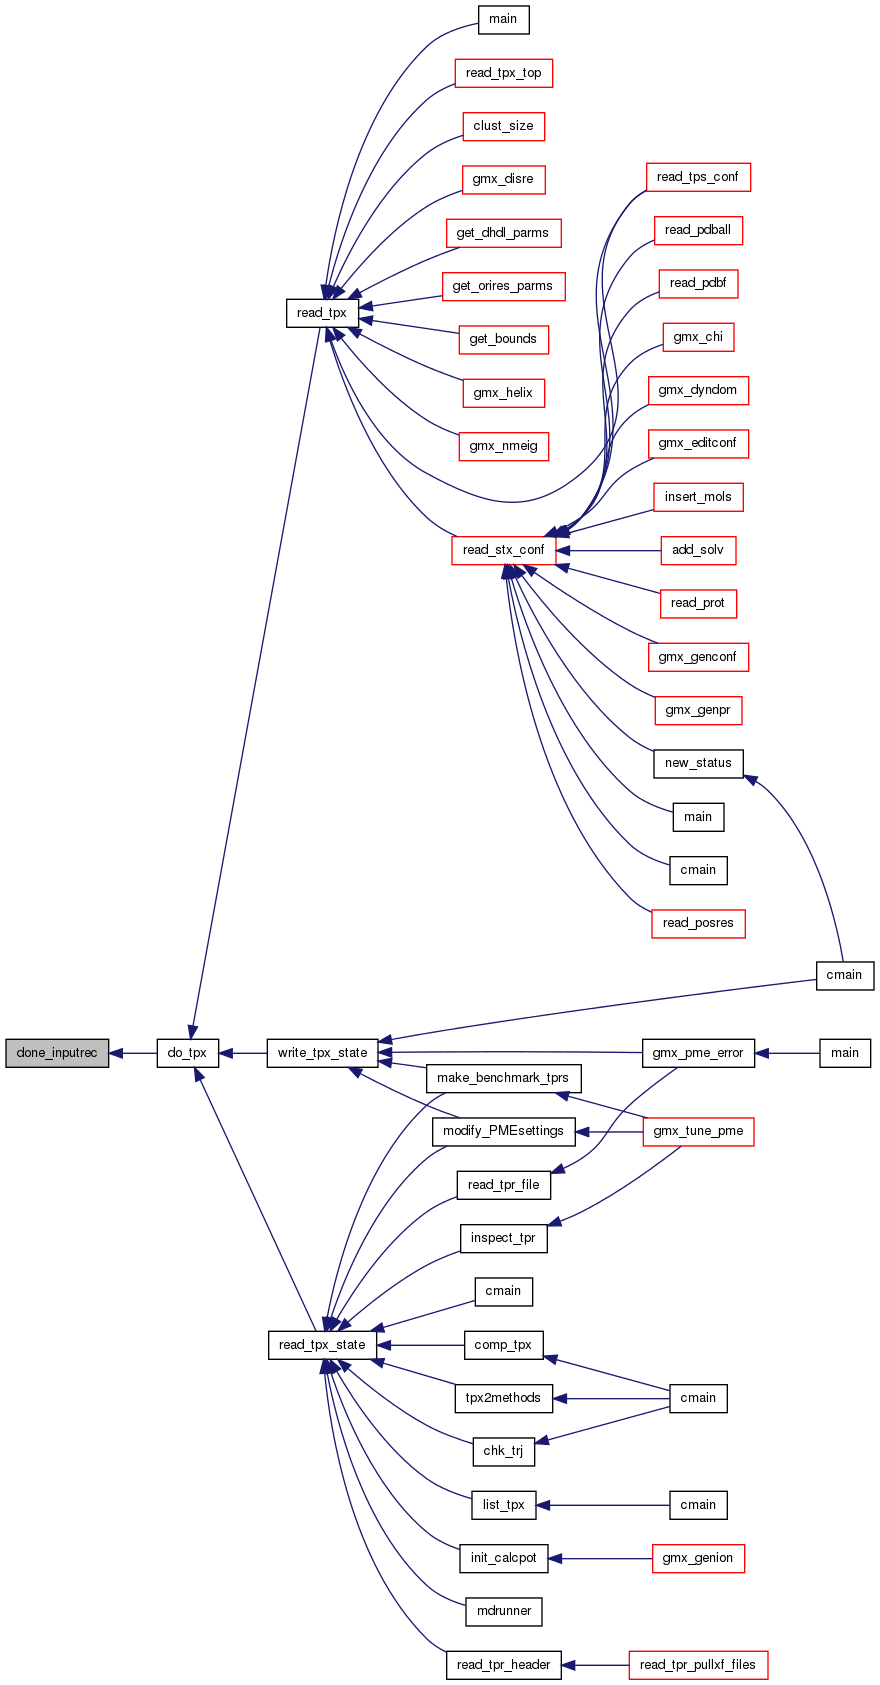 main
read_tpx_top
clust_size
gmx_disre
read_tps_conf
get_dhdl_parms
read_pdball
get_orires_parms
read_pdbf
read_tpx
get_bounds
gmx_chi
gmx_helix
gmx_dyndom
gmx_nmeig
gmx_editconf
insert_mols
read_stx_conf
add_solv
read_prot
gmx_genconf
gmx_genpr
new_status
main
cmain
read_posres
cmain
done_inputrec
do_tpx
write_tpx_state
gmx_pme_error
main
make_benchmark_tprs
modify_PMEsettings
gmx_tune_pme
read_tpr_file
inspect_tpr
cmain
read_tpx_state
comp_tpx
tpx2methods
cmain
chk_trj
list_tpx
cmain
init_calcpot
gmx_genion
mdrunner
read_tpr_header
read_tpr_pullxf_files